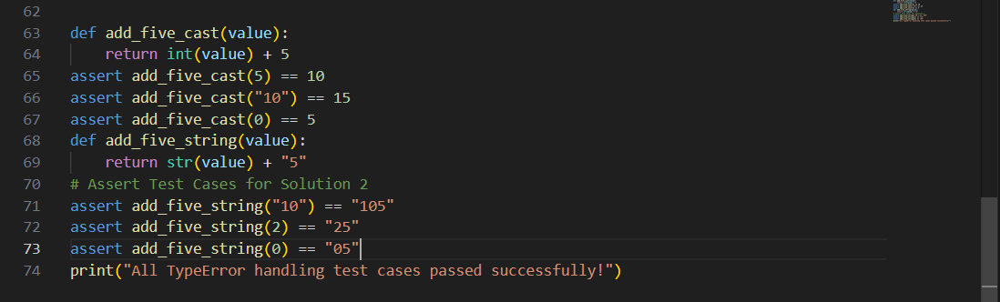 62
63 def add_five_cast(value):
64     return int(value) + 5
65 assert add_five_cast(5) == 10
66 assert add_five_cast("10") == 15
67 assert add_five_cast(0) == 5
68 def add_five_string(value):
69     return str(value) + "5"
70 # Assert Test Cases for Solution 2
71 assert add_five_string("10") == "105"
72 assert add_five_string(2) == "25"
73 assert add_five_string(0) == "05"
74 print("All TypeError handling test cases passed successfully!")